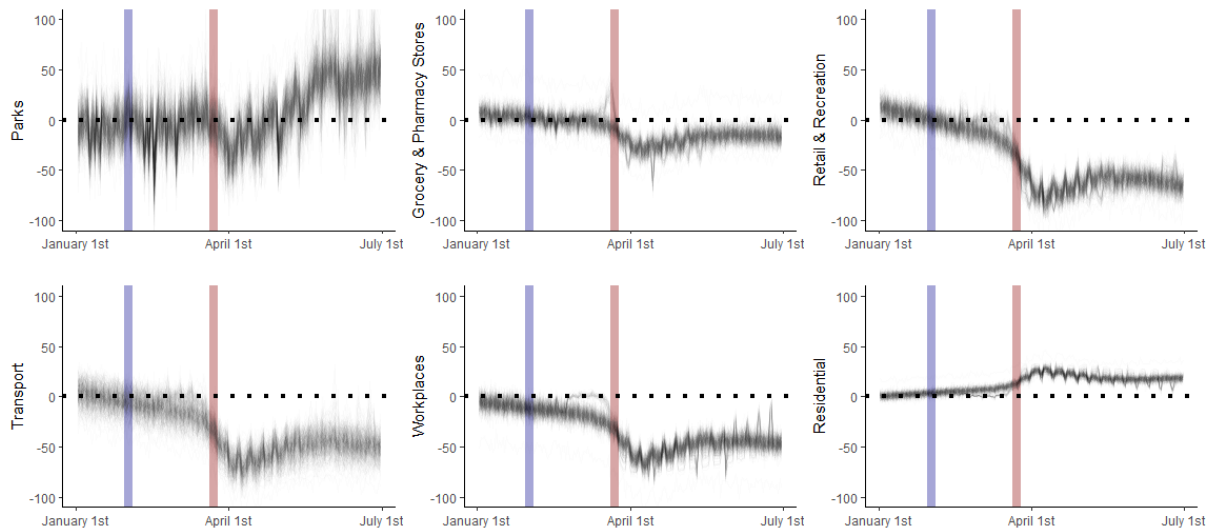 100
50
0
-50
-100
Parks
January 1st
April 1st
July 1st
100
50
0
-50
-100
Grocery & Pharmacy Stores
January 1st
April 1st
July 1st
100
50
0
-50
-100
Retail & Recreation
January 1st
April 1st
July 1st
100
50
0
-50
-100
Transport
January 1st
April 1st
July 1st
100
50
0
-50
-100
Workplaces
January 1st
April 1st
July 1st
100
50
0
-50
-100
Residential
January 1st
April 1st
July 1st